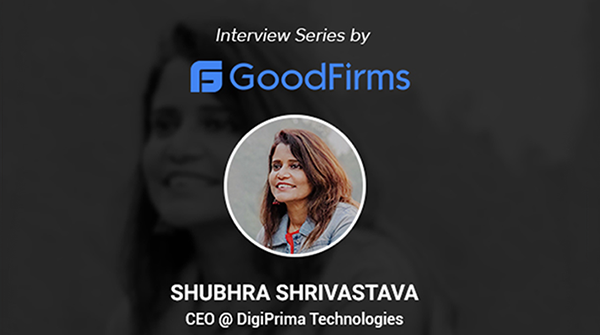 Interview Series by
GoodFirms
SHUBHRA SHRIVASTAVA
CEO @ DigiPrima Technologies